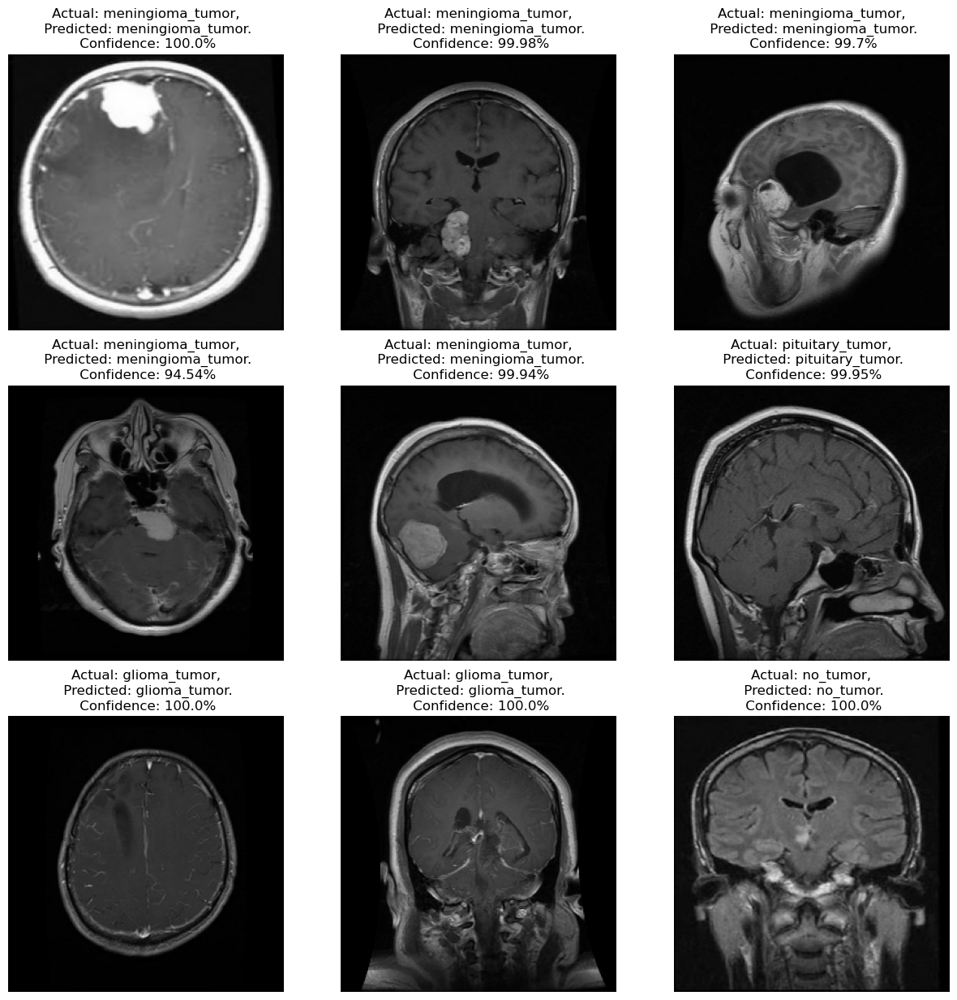 Actual: meningioma_tumor,
Predicted: meningioma_tumor.
Confidence: 100.0%
Actual: meningioma_tumor,
Predicted: meningioma_tumor.
Confidence: 99.98%
Actual: meningioma_tumor,
Predicted: meningioma_tumor.
Confidence: 99.7%
Actual: meningioma_tumor,
Predicted: meningioma_tumor.
Confidence: 94.54%
Actual: meningioma_tumor,
Predicted: meningioma_tumor.
Confidence: 99.94%
Actual: pituitary_tumor,
Predicted: pituitary_tumor.
Confidence: 99.95%
Actual: glioma_tumor,
Predicted: glioma_tumor.
Confidence: 100.0%
Actual: glioma_tumor,
Predicted: glioma_tumor.
Confidence: 100.0%
Actual: no_tumor,
Predicted: no_tumor.
Confidence: 100.0%